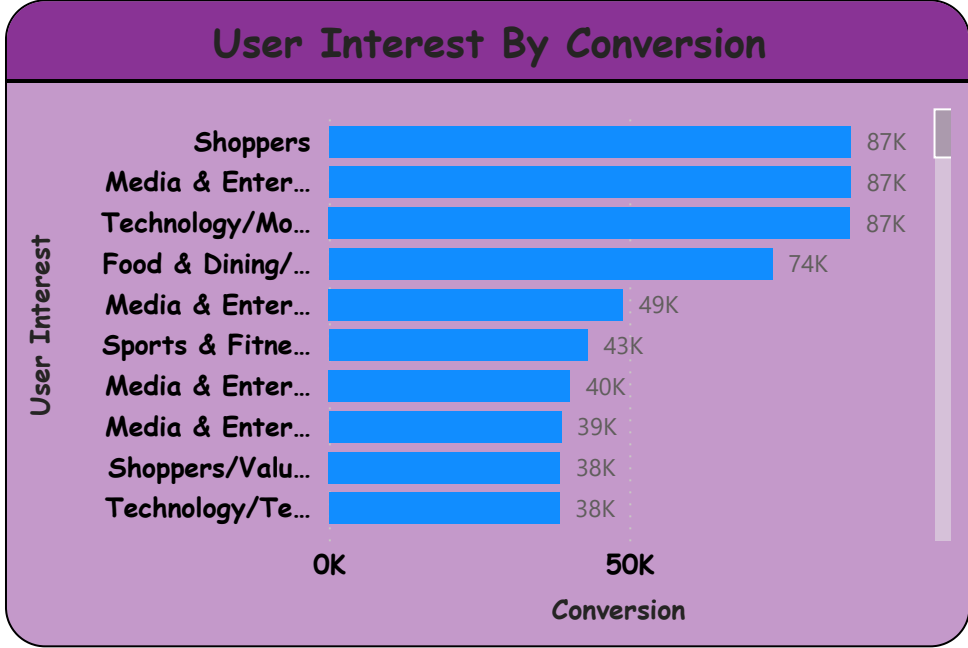 User Interest By Conversion
User Interest
Shoppers 87K
Media & Enter... 87K
Technology/Mo... 87K
Food & Dining/... 74K
Media & Enter... 49K
Sports & Fitne... 43K
Media & Enter... 40K
Media & Enter... 39K
Shoppers/Valu... 38K
Technology/Te... 38K
0K 50K
Conversion